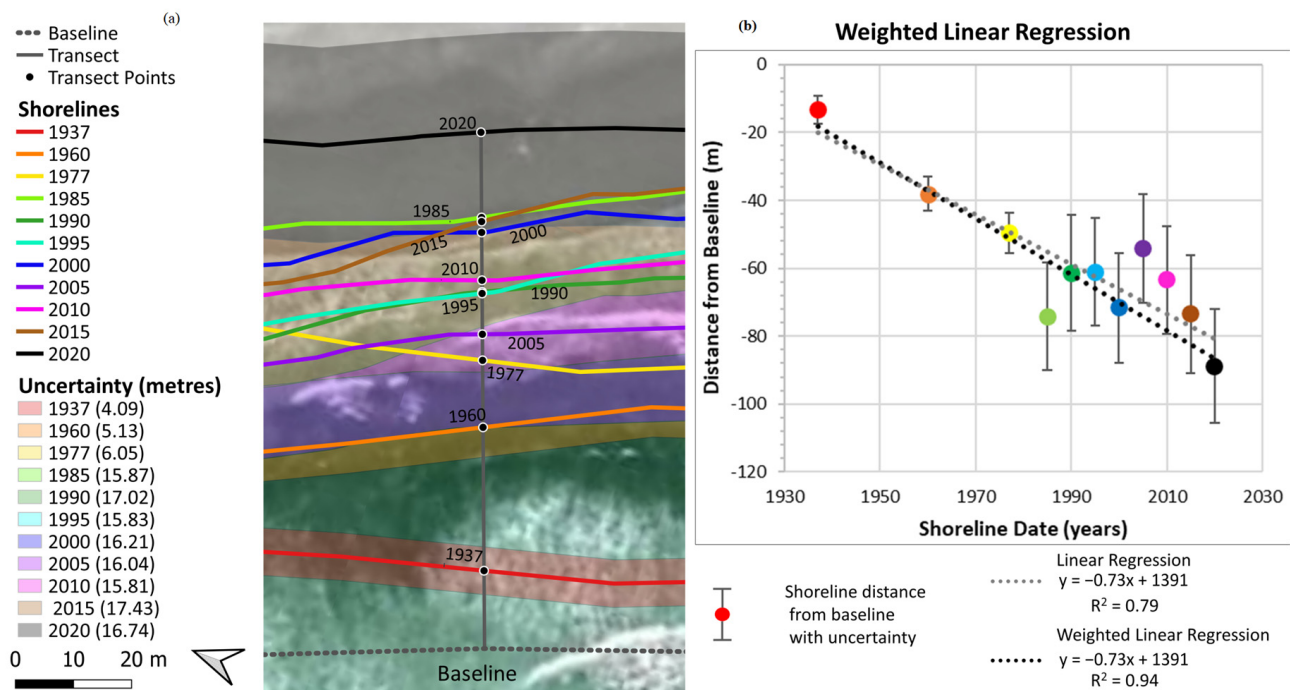 (a)
Baseline
Transect
Transect Points
Shorelines
1937
1960
1977
1985
1990
1995
2000
2005
2010
2015
2020
Uncertainty (metres)
1937 (4.09)
1960 (5.13)
1977 (6.05)
1985 (15.87)
1990 (17.02)
1995 (15.83)
2000 (16.21)
2005 (16.04)
2010 (15.81)
2015 (17.43)
2020 (16.74)
0 10 20 m
2020
1985
2015
2000
2010
1990
1995
2005
1977
1960
1937
Baseline
(b)
Weighted Linear Regression
Distance from Baseline (m)
0
-20
-40
-60
-80
-100
-120
1930 1950 1970 1990 2010 2030
Shoreline Date (years)
Shoreline distance
from baseline
with uncertainty
Linear Regression
y = −0.73x + 1391
R² = 0.79
Weighted Linear Regression
y = −0.73x + 1391
R² = 0.94